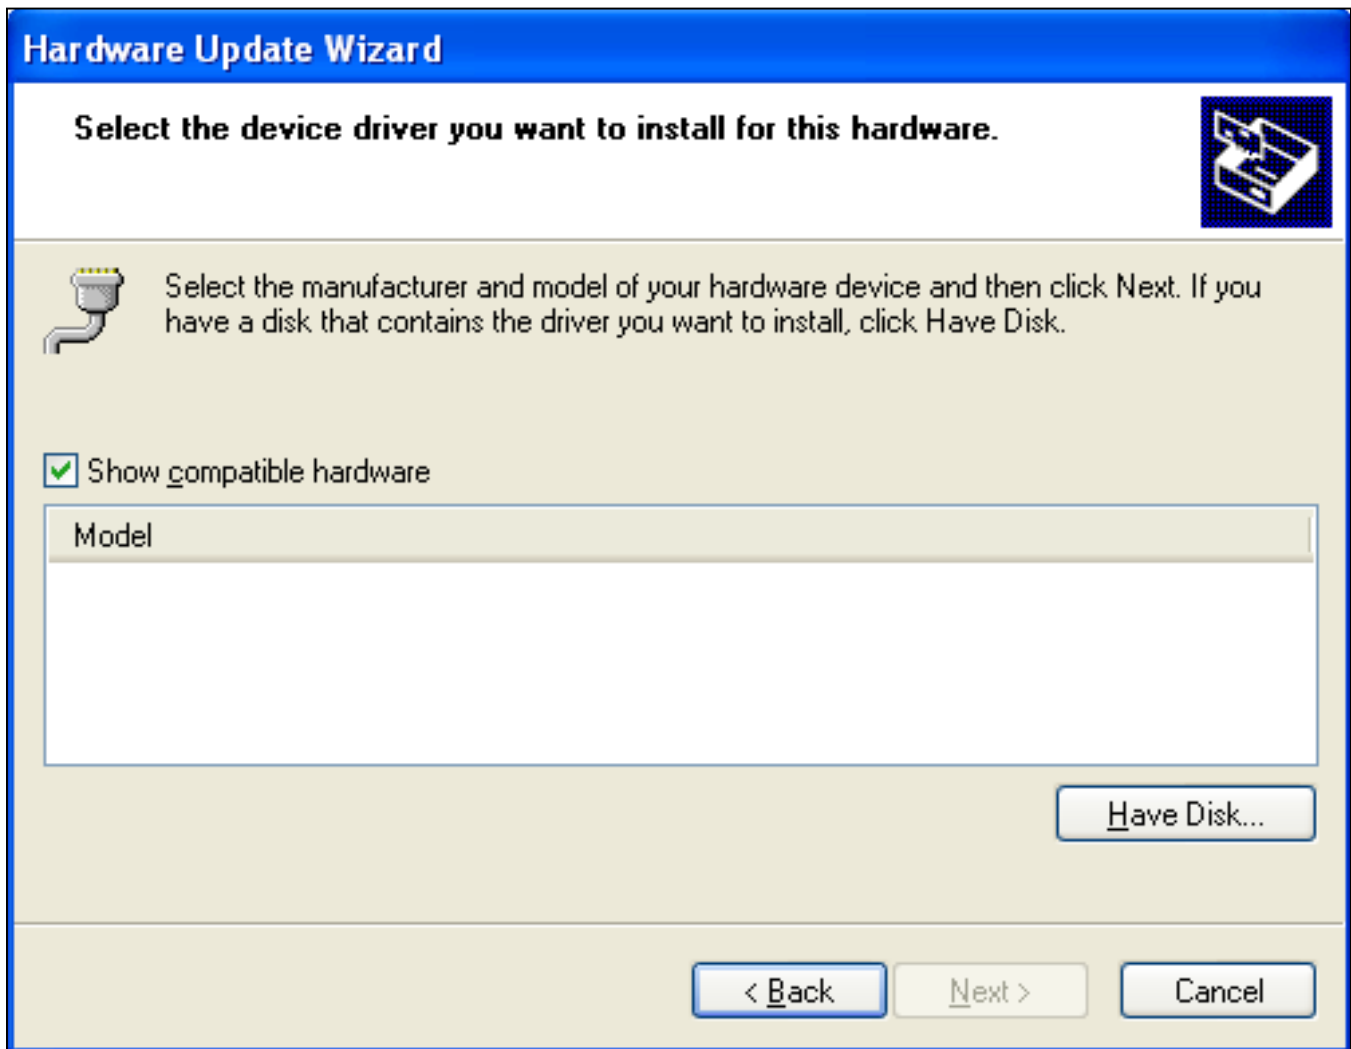 Hardware Update Wizard
Select the device driver you want to install for this hardware.
Select the manufacturer and model of your hardware device and then click Next. If you
have a disk that contains the driver you want to install, click Have Disk.
Show compatible hardware
Model
Have Disk...
< Back
Next >
Cancel